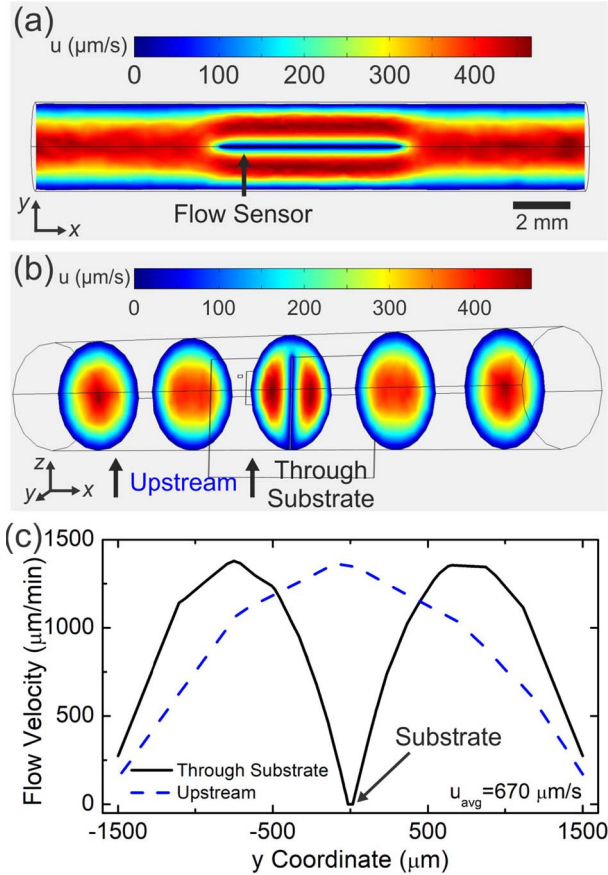 (a)
u (μm/s)
0 100 200 300 400
Flow Sensor
y
x
2 mm
(b)
u (μm/s)
0 100 200 300 400
z
y
x
Upstream
Through
Substrate
(c)
1500
1000
500
0
Flow Velocity (μm/min)
Substrate
Through Substrate
Upstream
u_avg=670 μm/s
-1500 -500 500 1500
y Coordinate (μm)